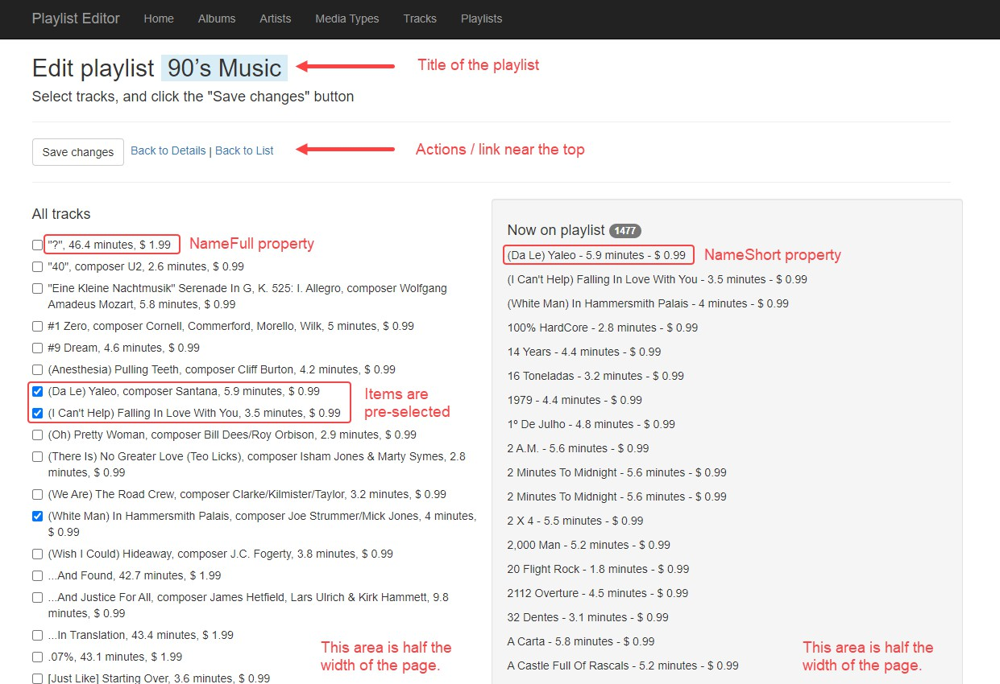 Playlist Editor Home Albums Artists Media Types Tracks Playlists
Edit playlist 90’s Music
Title of the playlist
Select tracks, and click the "Save changes" button
Save changes Back to Details | Back to List
Actions / link near the top
All tracks
"?", 46.4 minutes, $ 1.99
NameFull property
"40", composer U2, 2.6 minutes, $ 0.99
"Eine Kleine Nachtmusik" Serenade In G, K. 525: I. Allegro, composer Wolfgang
Amadeus Mozart, 5.8 minutes, $ 0.99
#1 Zero, composer Cornell, Commerford, Morello, Wilk, 5 minutes, $ 0.99
#9 Dream, 4.6 minutes, $ 0.99
(Anesthesia) Pulling Teeth, composer Cliff Burton, 4.2 minutes, $ 0.99
(Da Le) Yaleo, composer Santana, 5.9 minutes, $ 0.99
(I Can't Help) Falling In Love With You, 3.5 minutes, $ 0.99
Items are
pre-selected
(Oh) Pretty Woman, composer Bill Dees/Roy Orbison, 2.9 minutes, $ 0.99
(There Is) No Greater Love (Teo Licks), composer Isham Jones & Marty Symes, 2.8
minutes, $ 0.99
(We Are) The Road Crew, composer Clarke/Kilmister/Taylor, 3.2 minutes, $ 0.99
(White Man) In Hammersmith Palais, composer Joe Strummer/Mick Jones, 4 minutes,
$ 0.99
(Wish I Could) Hideaway, composer J.C. Fogerty, 3.8 minutes, $ 0.99
...And Found, 42.7 minutes, $ 1.99
...And Justice For All, composer James Hetfield, Lars Ulrich & Kirk Hammett, 9.8
minutes, $ 0.99
...In Translation, 43.4 minutes, $ 1.99
.07%, 43.1 minutes, $ 1.99
[Just Like] Starting Over, 3.6 minutes, $ 0.99
This area is half the
width of the page.
Now on playlist 1477
(Da Le) Yaleo - 5.9 minutes - $ 0.99
NameShort property
(I Can't Help) Falling In Love With You - 3.5 minutes - $ 0.99
(White Man) In Hammersmith Palais - 4 minutes - $ 0.99
100% HardCore - 2.8 minutes - $ 0.99
14 Years - 4.4 minutes - $ 0.99
16 Toneladas - 3.2 minutes - $ 0.99
1979 - 4.4 minutes - $ 0.99
1º De Julho - 4.8 minutes - $ 0.99
2 A.M. - 5.6 minutes - $ 0.99
2 Minutes To Midnight - 5.6 minutes - $ 0.99
2 Minutes To Midnight - 5.6 minutes - $ 0.99
2 X 4 - 5.5 minutes - $ 0.99
2,000 Man - 5.2 minutes - $ 0.99
20 Flight Rock - 1.8 minutes - $ 0.99
2112 Overture - 4.5 minutes - $ 0.99
32 Dentes - 3.1 minutes - $ 0.99
A Carta - 5.8 minutes - $ 0.99
A Castle Full Of Rascals - 5.2 minutes - $ 0.99
This area is half the
width of the page.